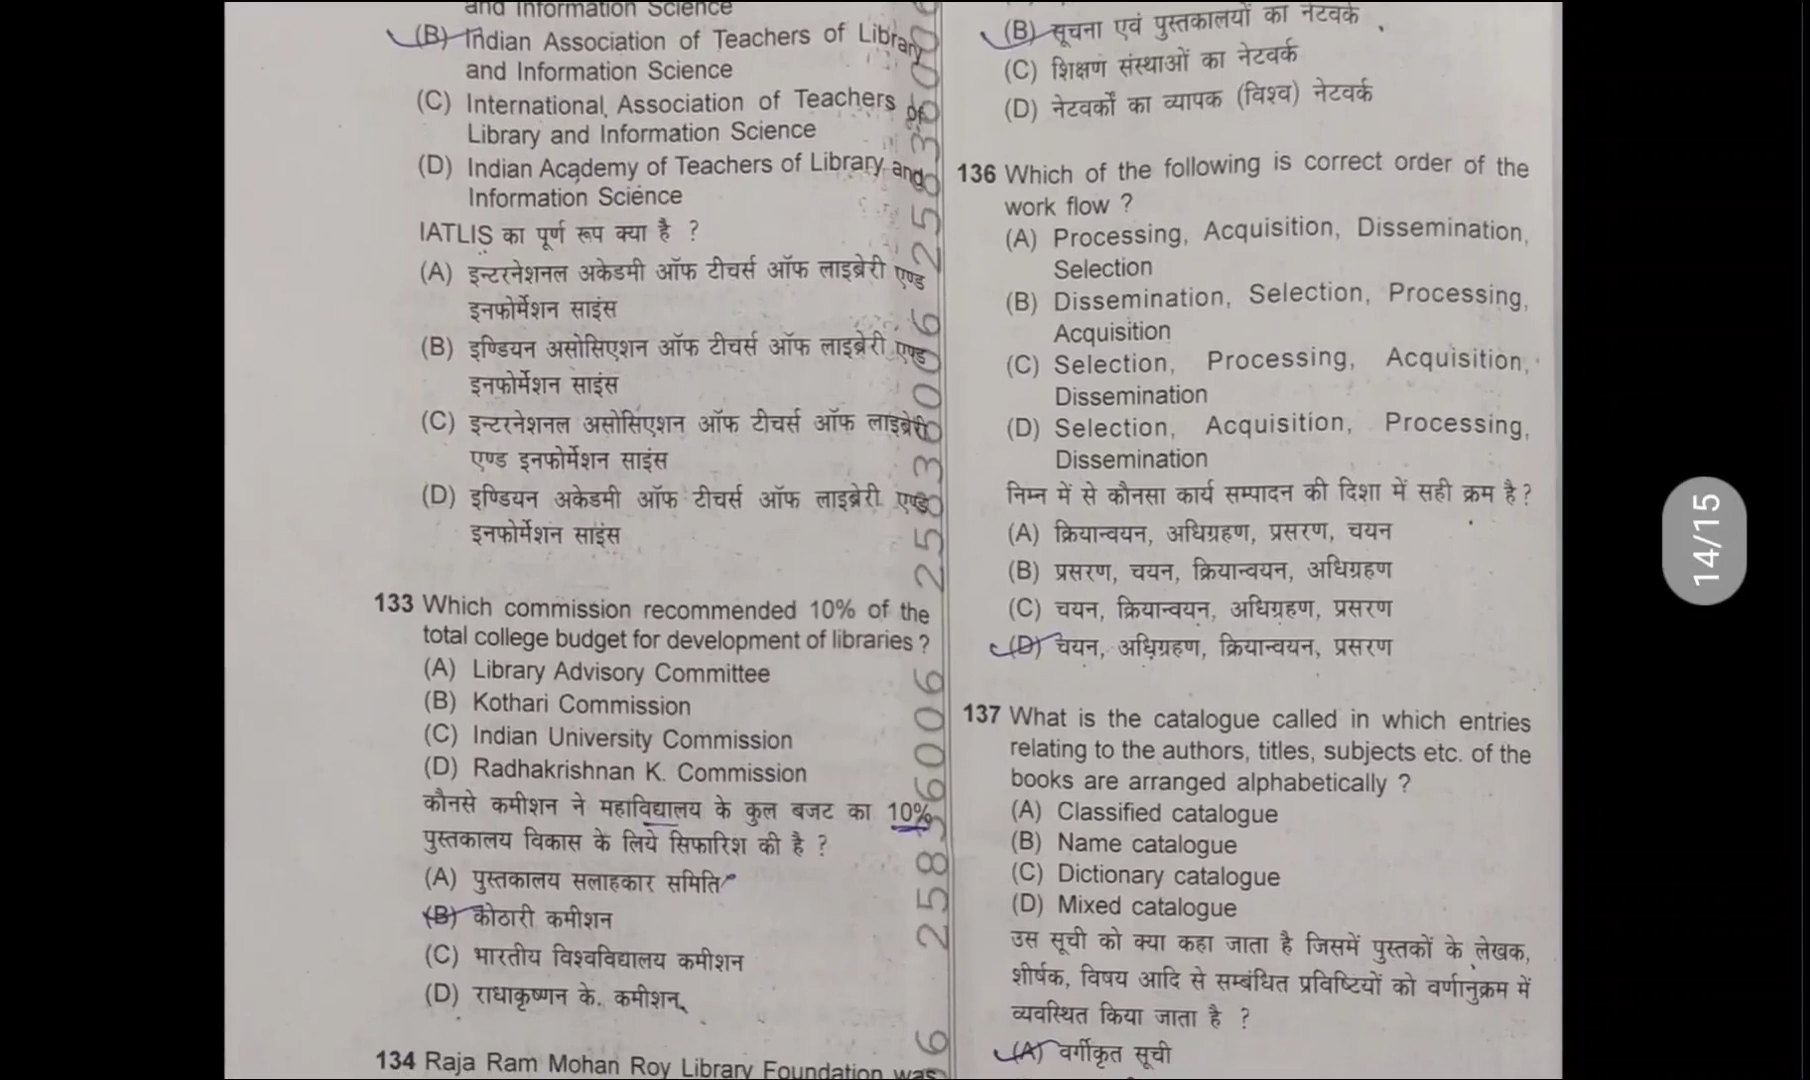 and Information Science
(B) Indian Association of Teachers of Library
and Information Science
(C) International Association of Teachers of
Library and Information Science
(D) Indian Academy of Teachers of Library and
Information Science
IATLIS का पूर्ण रूप क्या है ?
(A) इन्टरनेशनल अकेडमी ऑफ टीचर्स ऑफ लाइब्रेरी एण्ड
इनफोर्मेशन साइंस
(B) इण्डियन असोसिएशन ऑफ टीचर्स ऑफ लाइब्रेरी एण्ड
इनफोर्मेशन साइंस
(C) इन्टरनेशनल असोसिएशन ऑफ टीचर्स ऑफ लाइब्रेरी
एण्ड इनफोर्मेशन साइंस
(D) इण्डियन अकेडमी ऑफ टीचर्स ऑफ लाइब्रेरी एण्ड
इनफोर्मेशन साइंस
133 Which commission recommended 10% of the
total college budget for development of libraries ?
(A) Library Advisory Committee
(B) Kothari Commission
(C) Indian University Commission
(D) Radhakrishnan K. Commission
कौनसे कमीशन ने महाविद्यालय के कुल बजट का 10%
पुस्तकालय विकास के लिये सिफारिश की है ?
(A) पुस्तकालय सलाहकार समिति
(B) कोठारी कमीशन
(C) भारतीय विश्वविद्यालय कमीशन
(D) राधाकृष्णन के. कमीशन
134 Raja Ram Mohan Roy Library Foundation was
25836006 25836006 25836006
(B) सूचना एवं पुस्तकालयों का नेटवर्क
(C) शिक्षण संस्थाओं का नेटवर्क
(D) नेटवर्कों का व्यापक (विश्व) नेटवर्क
136 Which of the following is correct order of the
work flow ?
(A) Processing, Acquisition, Dissemination,
Selection
(B) Dissemination, Selection, Processing,
Acquisition
(C) Selection, Processing, Acquisition,
Dissemination
(D) Selection, Acquisition, Processing,
Dissemination
निम्न में से कौनसा कार्य सम्पादन की दिशा में सही क्रम है ?
(A) क्रियान्वयन, अधिग्रहण, प्रसरण, चयन
(B) प्रसरण, चयन, क्रियान्वयन, अधिग्रहण
(C) चयन, क्रियान्वयन, अधिग्रहण, प्रसरण
(D) चयन, अधिग्रहण, क्रियान्वयन, प्रसरण
137 What is the catalogue called in which entries
relating to the authors, titles, subjects etc. of the
books are arranged alphabetically ?
(A) Classified catalogue
(B) Name catalogue
(C) Dictionary catalogue
(D) Mixed catalogue
उस सूची को क्या कहा जाता है जिसमें पुस्तकों के लेखक,
शीर्षक, विषय आदि से सम्बंधित प्रविष्टियों को वर्णानुक्रम में
व्यवस्थित किया जाता है ?
(A) वर्गीकृत सूची
14/15